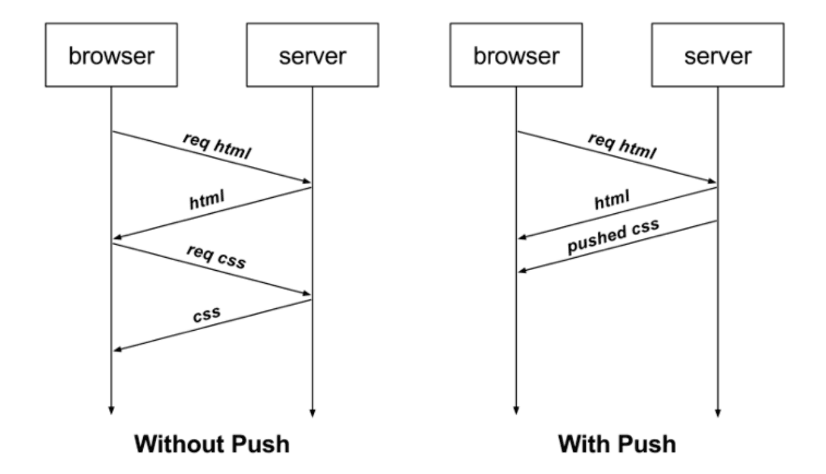 browser
server
req html
html
req css
css
Without Push
browser
server
req html
html
pushed css
With Push